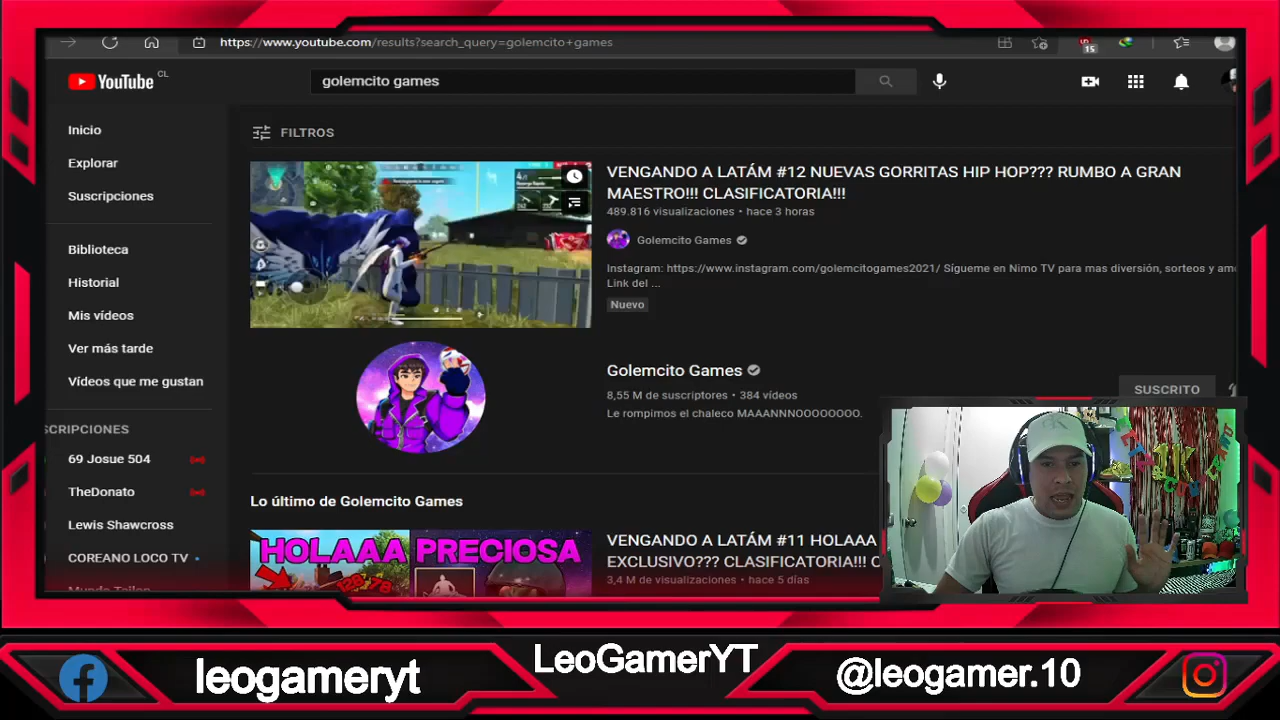 https://www.youtube.com/results?search_query=golemcito+games
15
YouTube CL
golemcito games
Inicio
Explorar
Suscripciones
Biblioteca
Historial
Mis vídeos
Ver más tarde
Vídeos que me gustan
SCRIPCIONES
69 Josue 504
TheDonato
Lewis Shawcross
COREANO LOCO TV
FILTROS
VENGANDO A LATÁM #12 NUEVAS GORRITAS HIP HOP??? RUMBO A GRAN
MAESTRO!!! CLASIFICATORIA!!!
489.816 visualizaciones • hace 3 horas
Golemcito Games
Instagram: https://www.instagram.com/golemcitogames2021/ Sígueme en Nimo TV para mas diversión, sorteos y amo
Link del ...
Nuevo
Golemcito Games
8,55 M de suscriptores • 384 vídeos
Le rompimos el chaleco MAAANNNOOOOOOOO.
SUSCRITO
Lo último de Golemcito Games
HOLAAA PRECIOSA
VENGANDO A LATÁM #11 HOLAAA
EXCLUSIVO??? CLASIFICATORIA!!!
3,4 M de visualizaciones • hace 5 días
leogameryt
LeoGamerYT
@leogamer.10